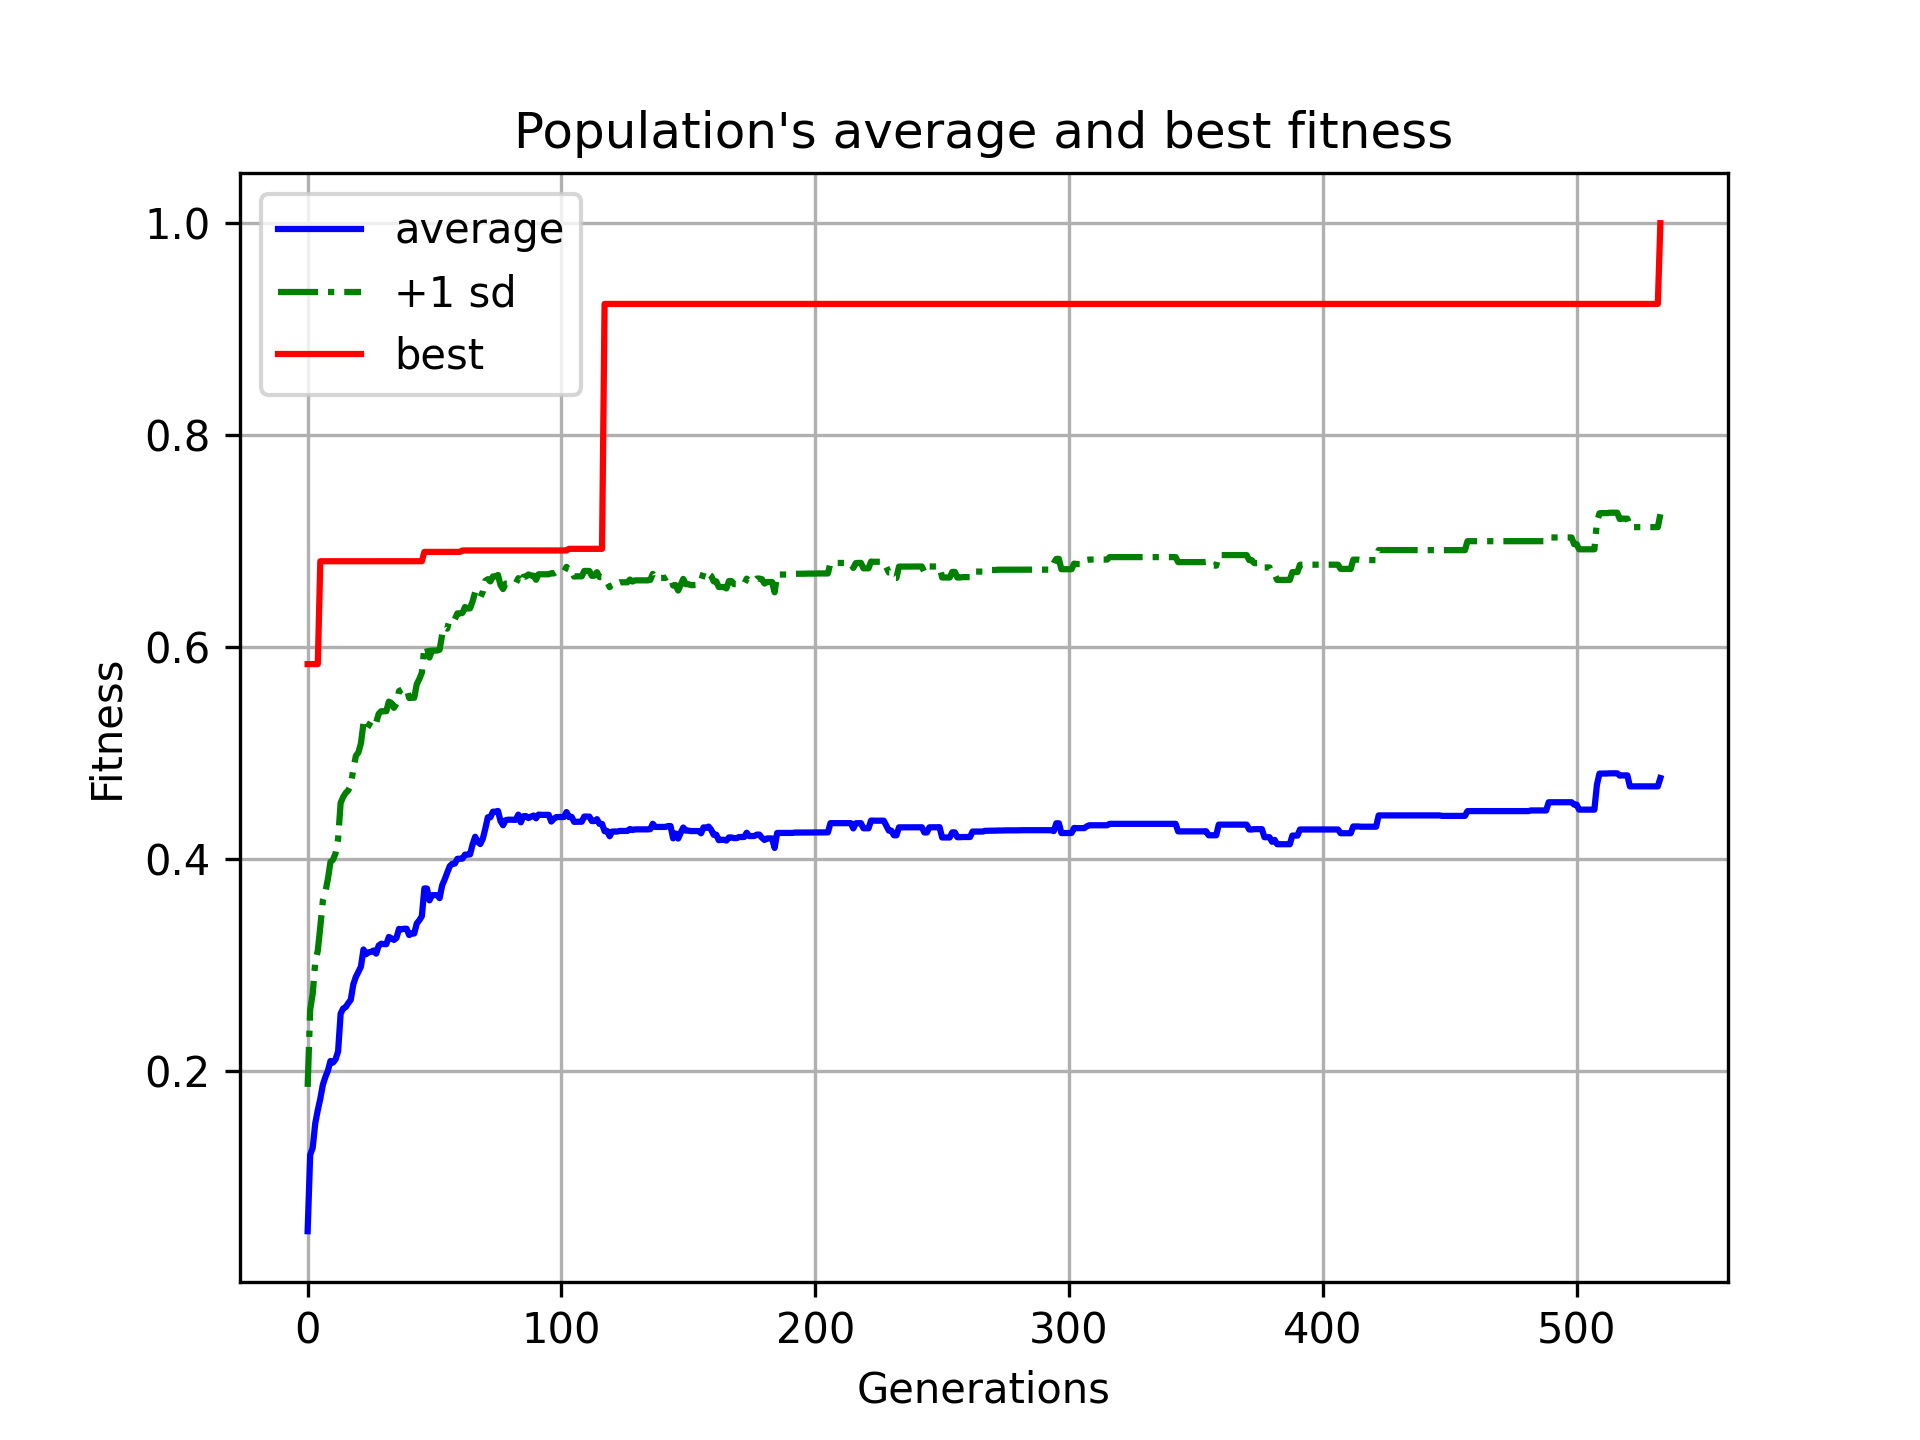 Population's average and best fitness
average
+1 sd
best
1.0
0.8
0.6
0.4
0.2
Fitness
0 100 200 300 400 500
Generations